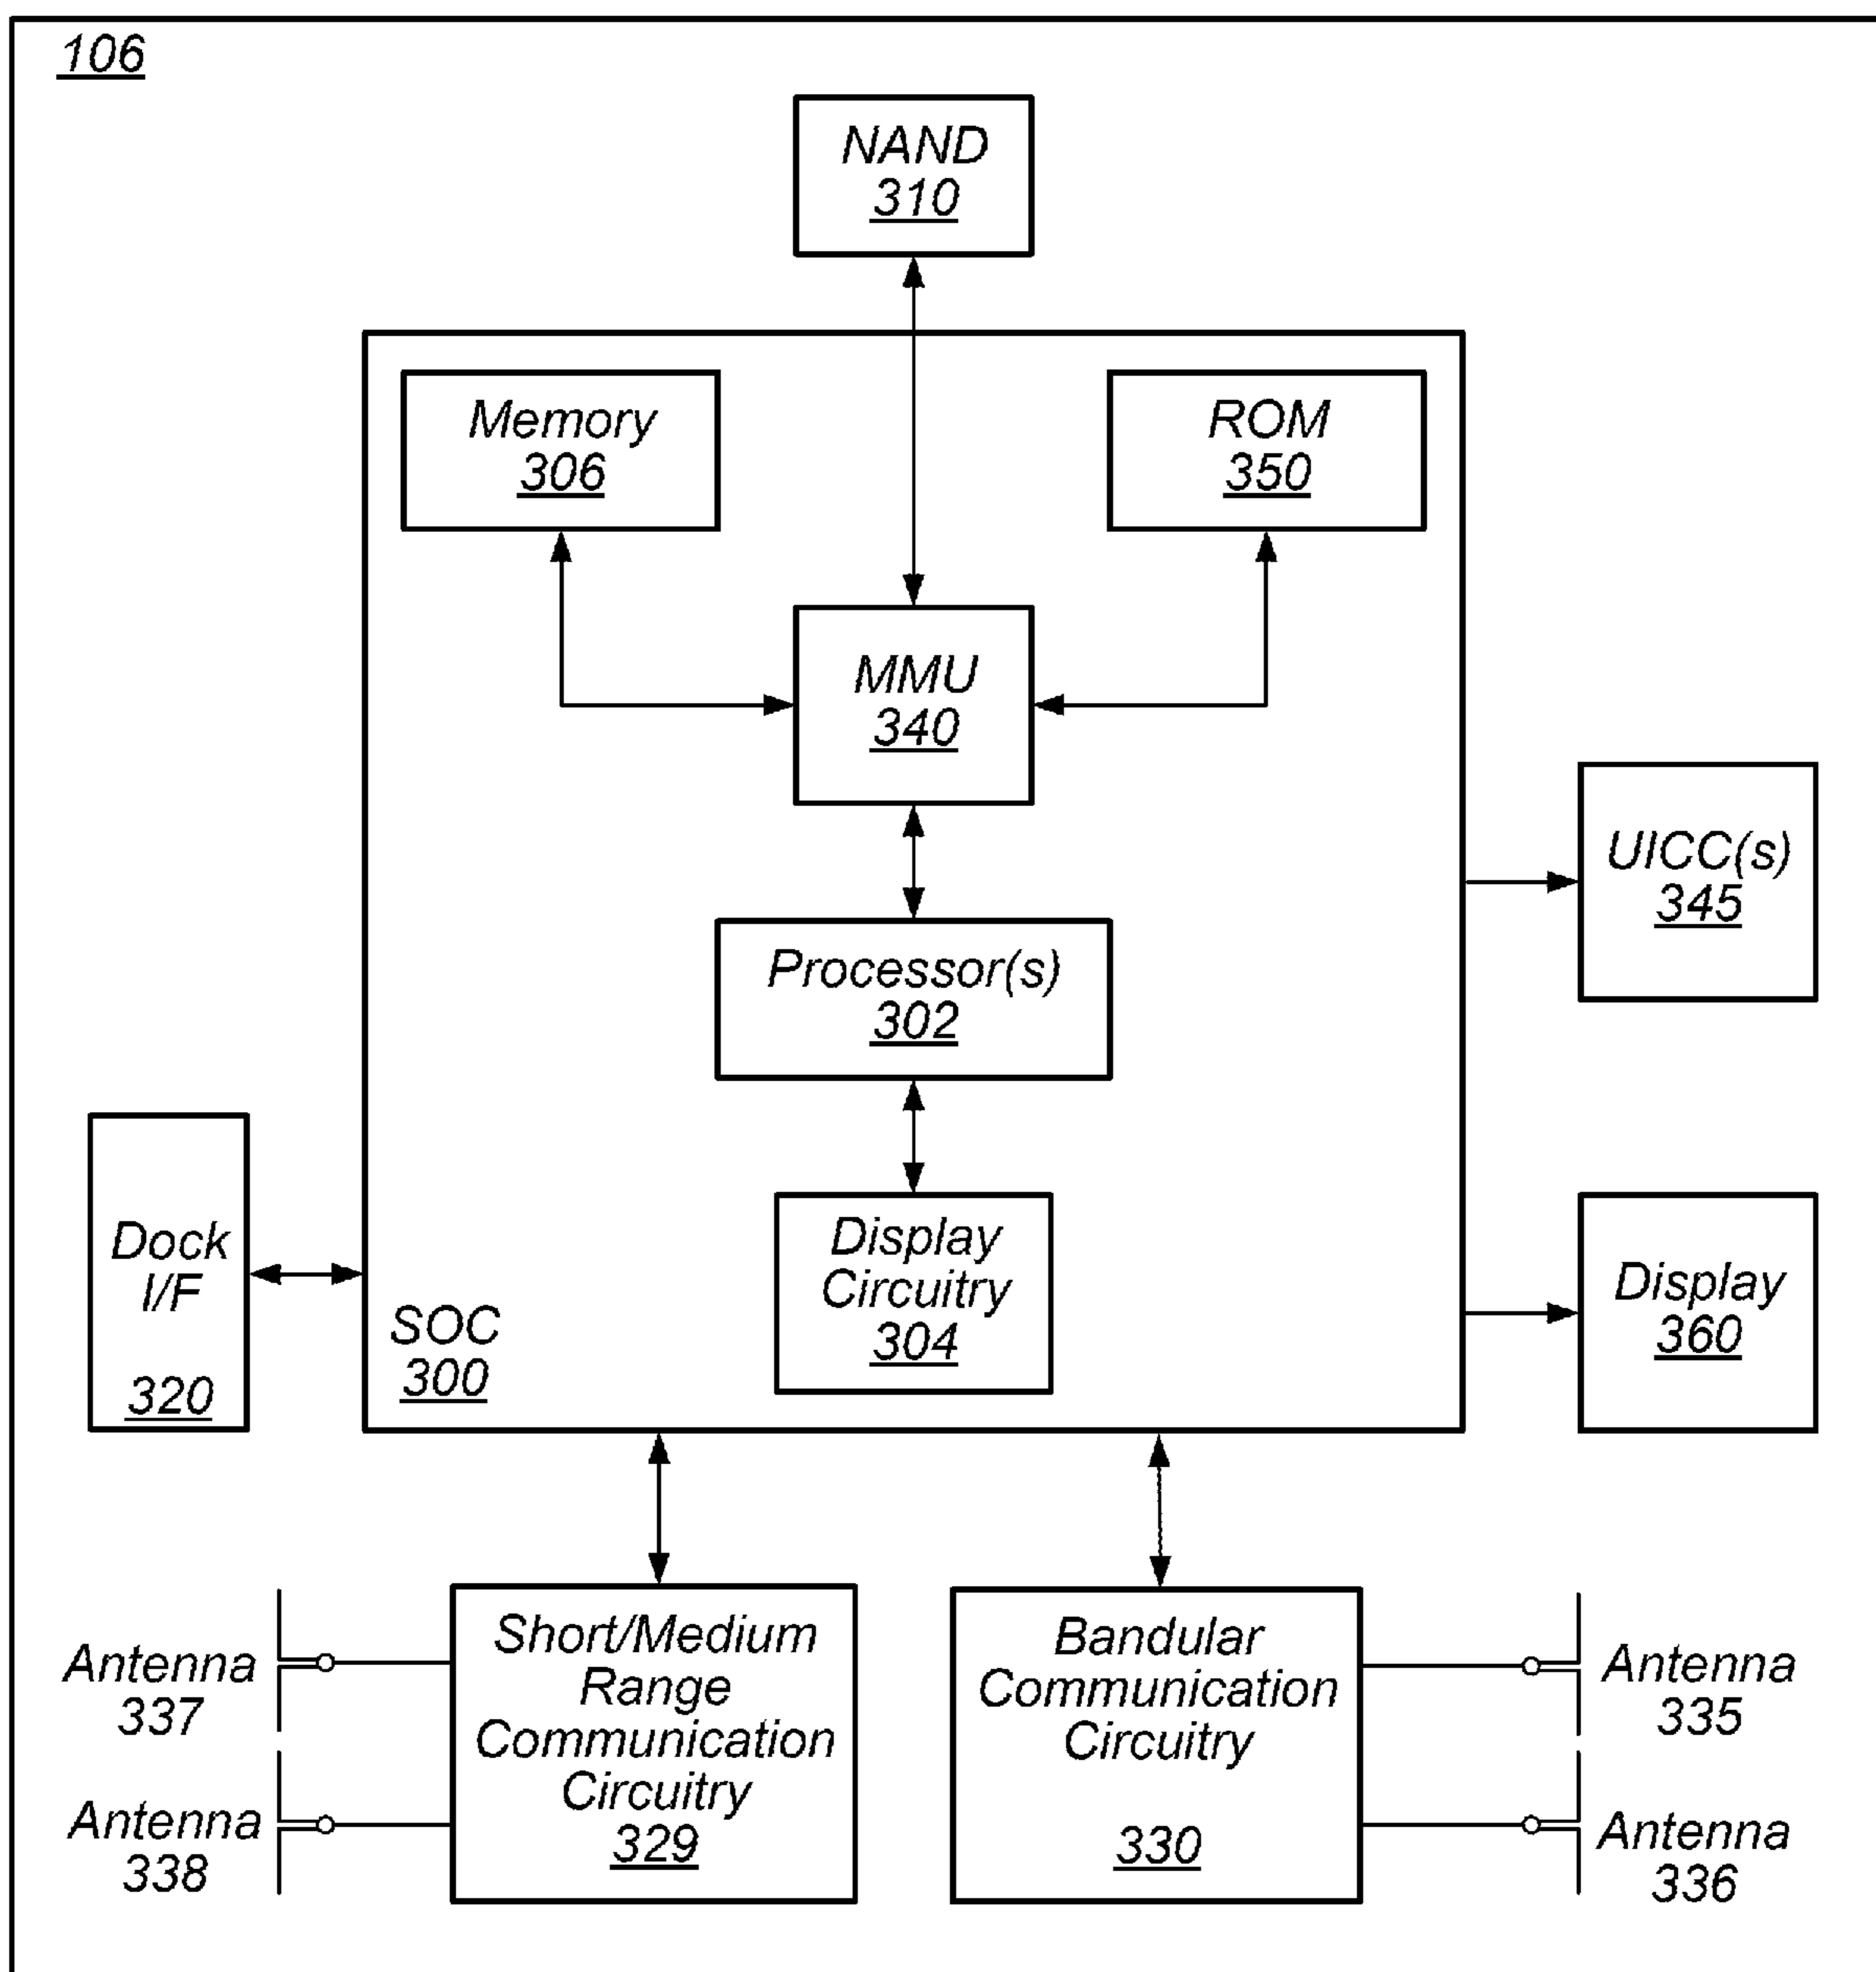 106
NAND
310
Memory
306
ROM
350
MMU
340
UICC(s)
345
Processor(s)
302
Dock
I/F
320
Display
Circuitry
304
SOC
300
Display
360
Short/Medium
Range
Communication
Circuitry
329
Bandular
Communication
Circuitry
330
Antenna
337
Antenna
338
Antenna
335
Antenna
336